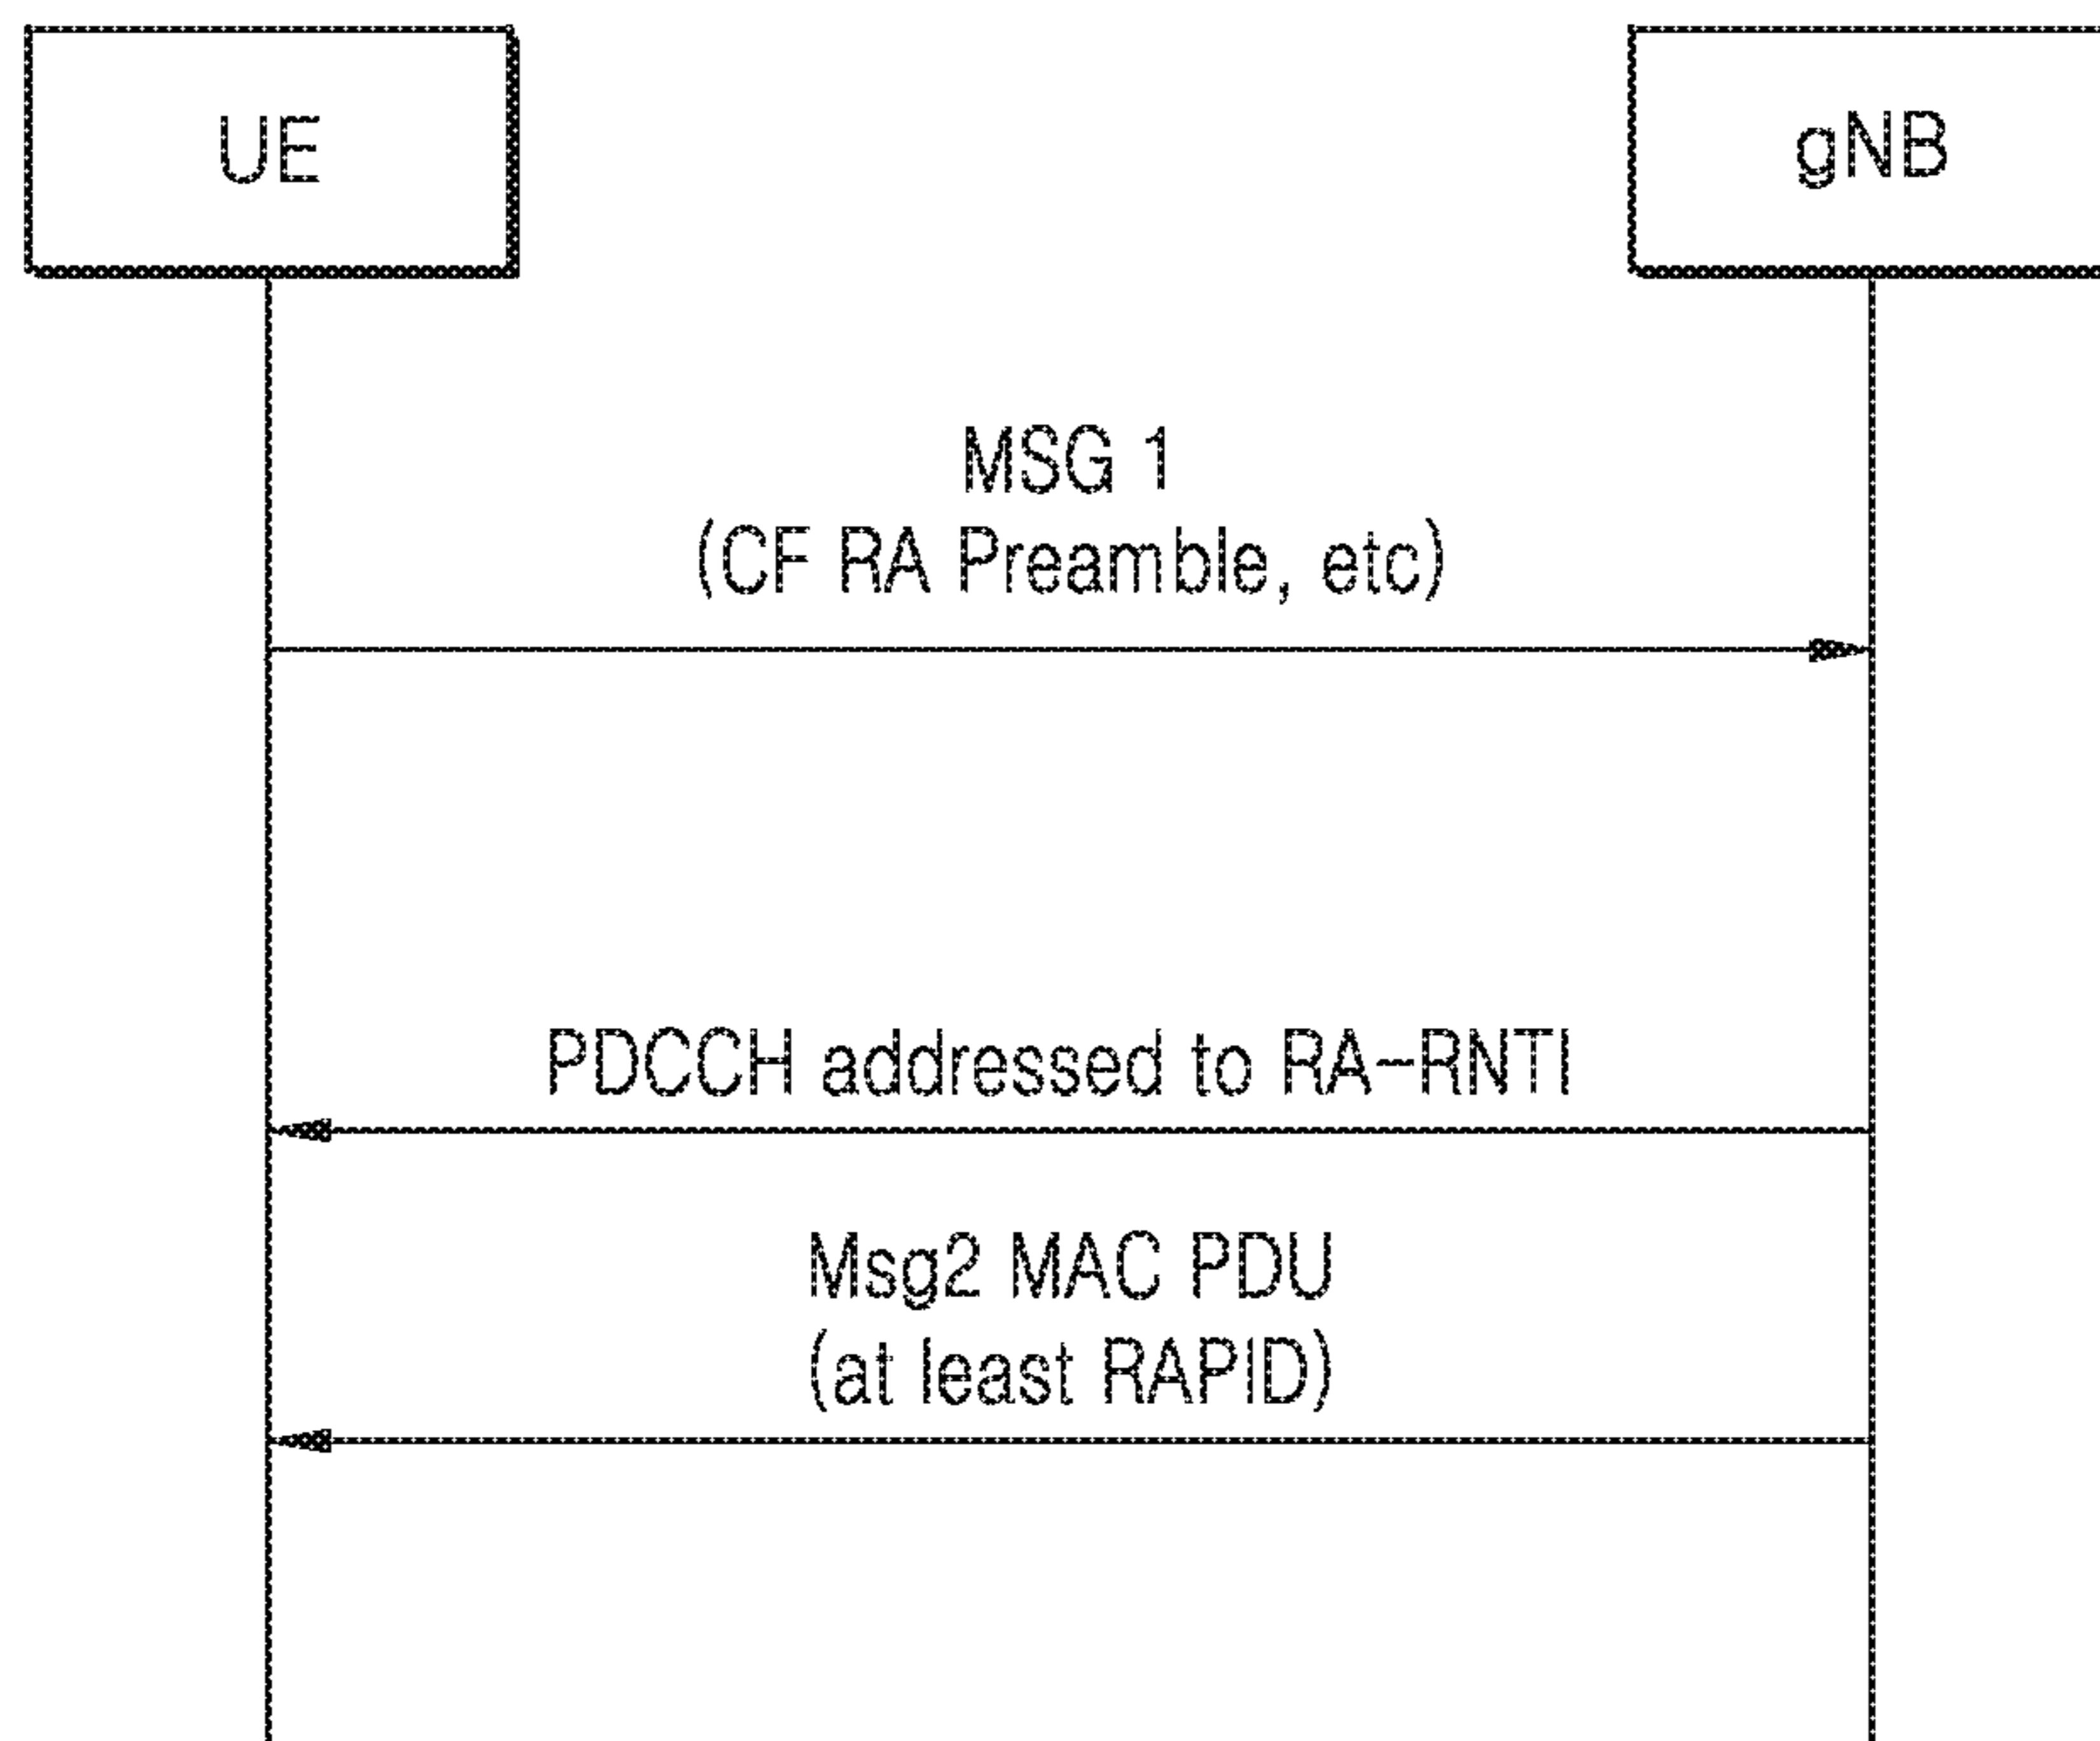 UE
gNB
MSG 1
(CF RA Preamble, etc)
PDCCH addressed to RA-RNTI
Msg2 MAC PDU
(at least RAPID)